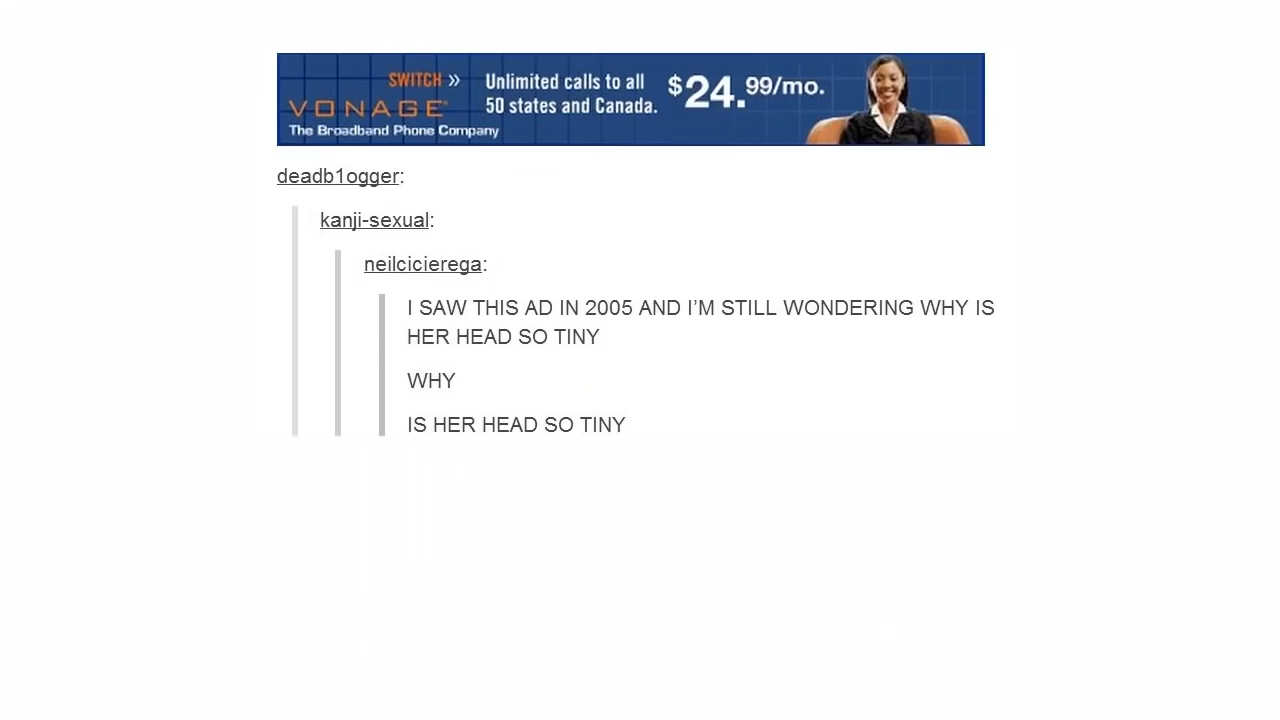 SWITCH »
VONAGE®
The Broadband Phone Company
Unlimited calls to all
50 states and Canada.
$24.99/mo.
deadb1ogger:
kanji-sexual:
neilcicierega:
I SAW THIS AD IN 2005 AND I’M STILL WONDERING WHY IS
HER HEAD SO TINY
WHY
IS HER HEAD SO TINY